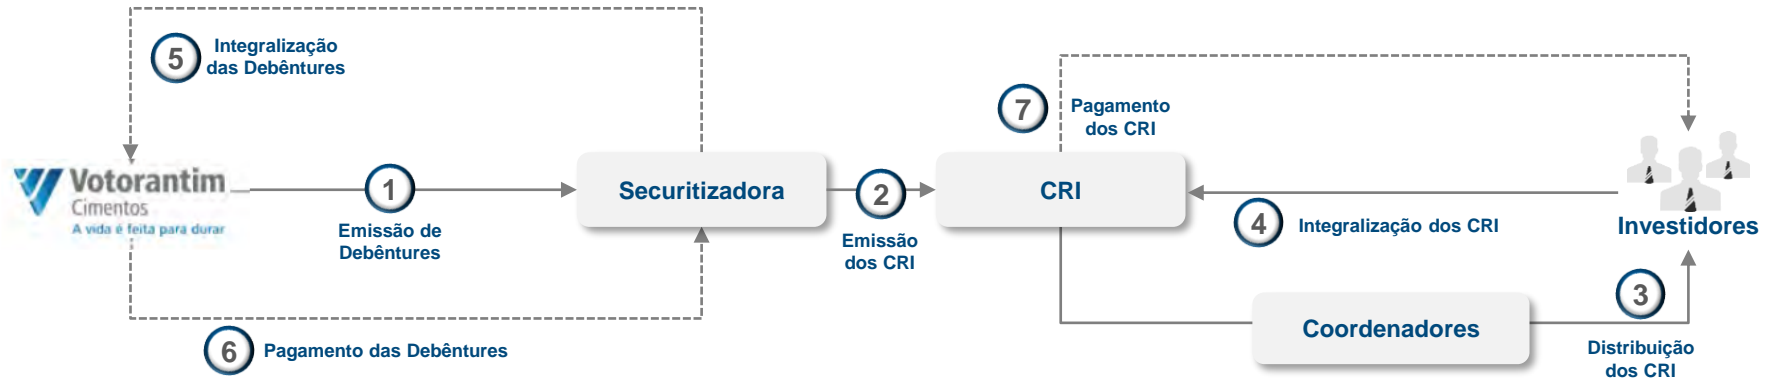 5
Integralização
das Debêntures
7
Pagamento
dos CRI
Votorantim
Cimentos
A vida é feita para durar
1
Emissão de
Debêntures
Securitizadora
2
Emissão
dos CRI
CRI
4
Integralização dos CRI
Investidores
3
Distribuição
dos CRI
Coordenadores
6
Pagamento das Debêntures